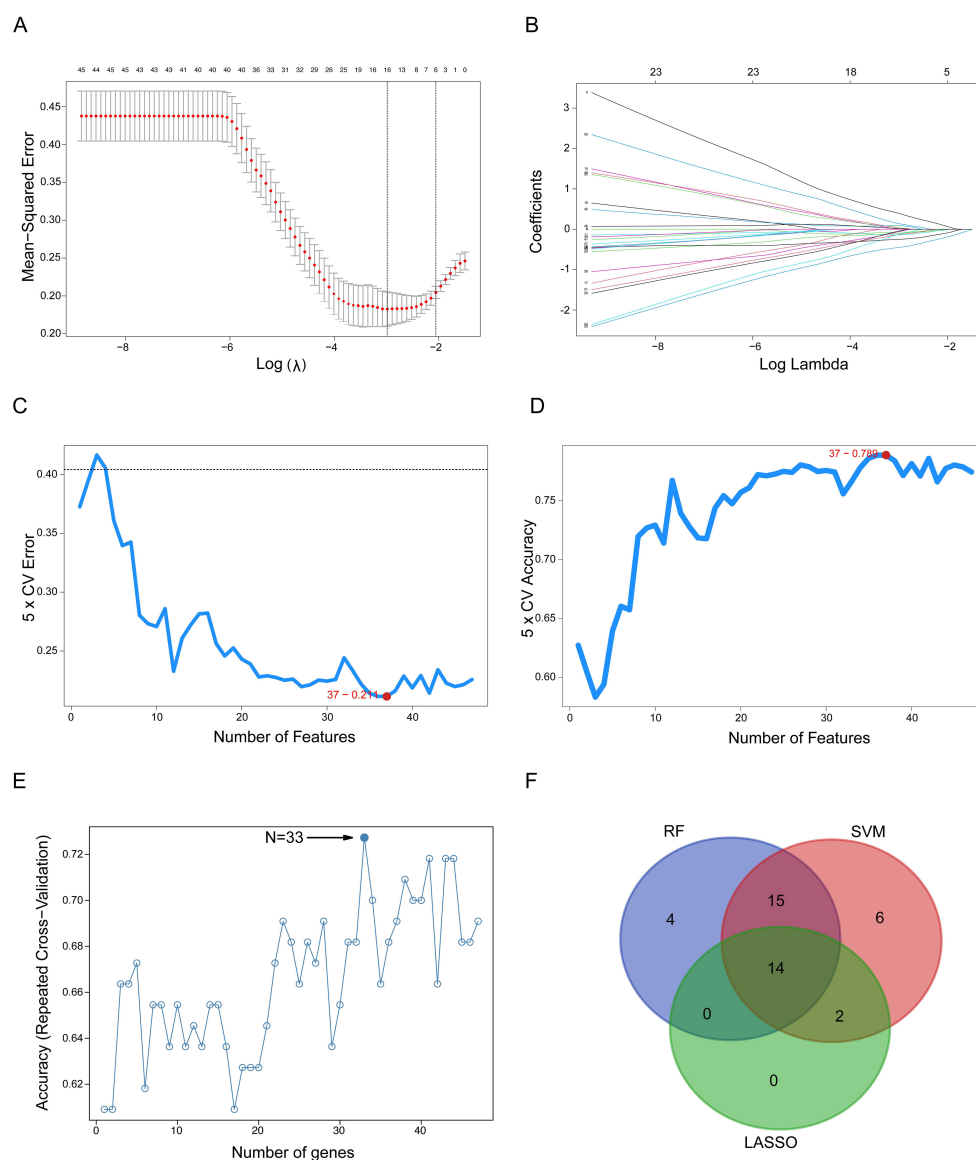 A
45 44 45 45 43 43 43 41 40 40 40 36 33 31 32 29 26 25 19 16 16 13 8 7 6 3 1 0
Mean−Squared Error
0.45
0.40
0.35
0.30
0.25
0.20
−8 −6 −4 −2
Log (λ)
B
23 23 18 5
Coefficients
3
2
1
0
-1
-2
−8 −6 −4 −2
Log Lambda
C
5 x CV Error
0.40
0.35
0.30
0.25
37 − 0.211
0 10 20 30 40
Number of Features
D
5 x CV Accuracy
0.75
0.70
0.65
0.60
37 − 0.789
0 10 20 30 40
Number of Features
E
Accuracy (Repeated Cross−Validation)
0.72
0.70
0.68
0.66
0.64
0.62
N=33
0 10 20 30 40
Number of genes
F
RF SVM
15
4 6
14
0 2
0
LASSO